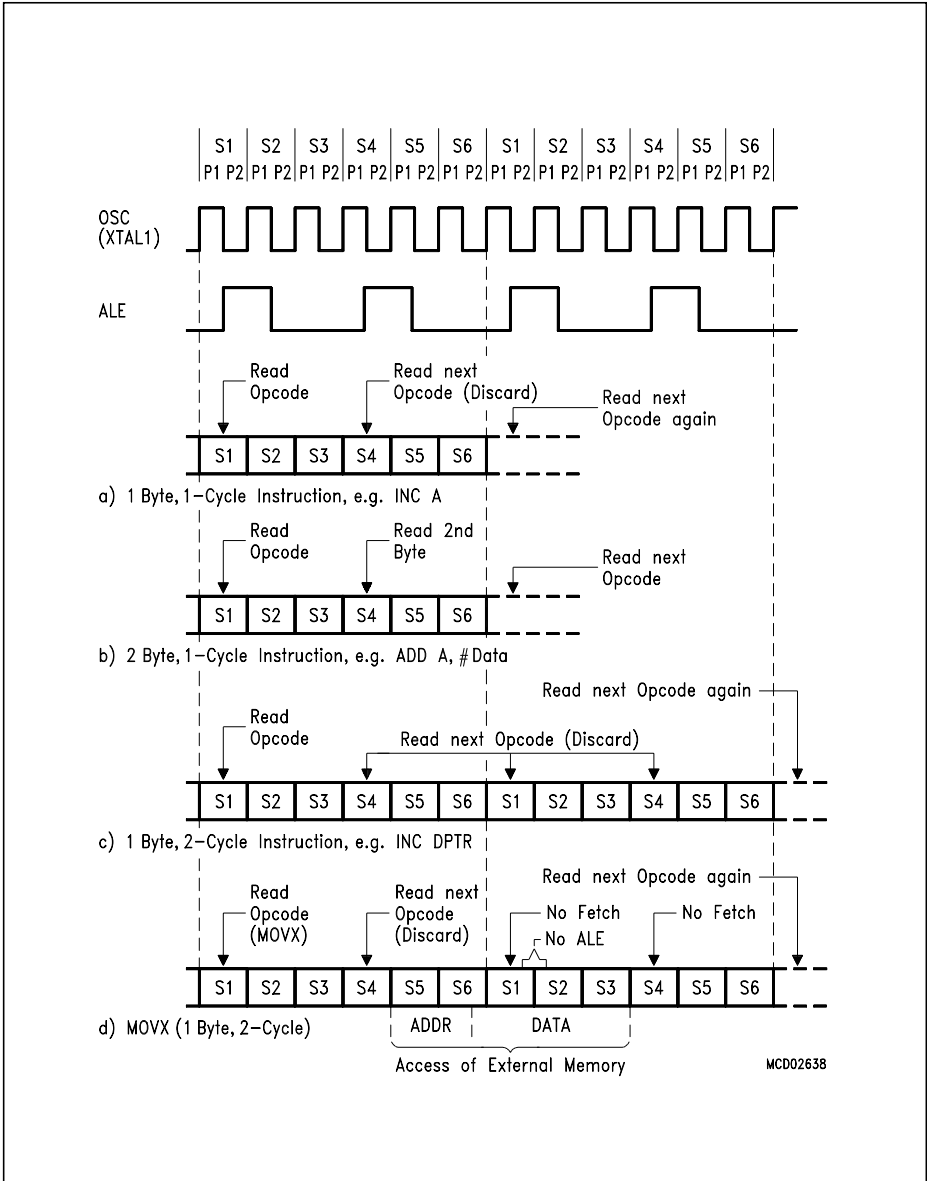 S1 S2 S3 S4 S5 S6 S1 S2 S3 S4 S5 S6
P1 P2 P1 P2 P1 P2 P1 P2 P1 P2 P1 P2 P1 P2 P1 P2 P1 P2 P1 P2 P1 P2 P1 P2
OSC
(XTAL1)
ALE
Read
Opcode
Read next
Opcode (Discard)
Read next
Opcode again
S1 S2 S3 S4 S5 S6
a) 1 Byte, 1-Cycle Instruction, e.g. INC A
Read
Opcode
Read 2nd
Byte
Read next
Opcode
S1 S2 S3 S4 S5 S6
b) 2 Byte, 1-Cycle Instruction, e.g. ADD A, #Data
Read next Opcode again
Read
Opcode
Read next Opcode (Discard)
S1 S2 S3 S4 S5 S6 S1 S2 S3 S4 S5 S6
c) 1 Byte, 2-Cycle Instruction, e.g. INC DPTR
Read next Opcode again
Read
Opcode
(MOVX)
Read next
Opcode
(Discard)
No Fetch
No ALE
No Fetch
S1 S2 S3 S4 S5 S6 S1 S2 S3 S4 S5 S6
d) MOVX (1 Byte, 2-Cycle)
ADDR
DATA
Access of External Memory
MCD02638